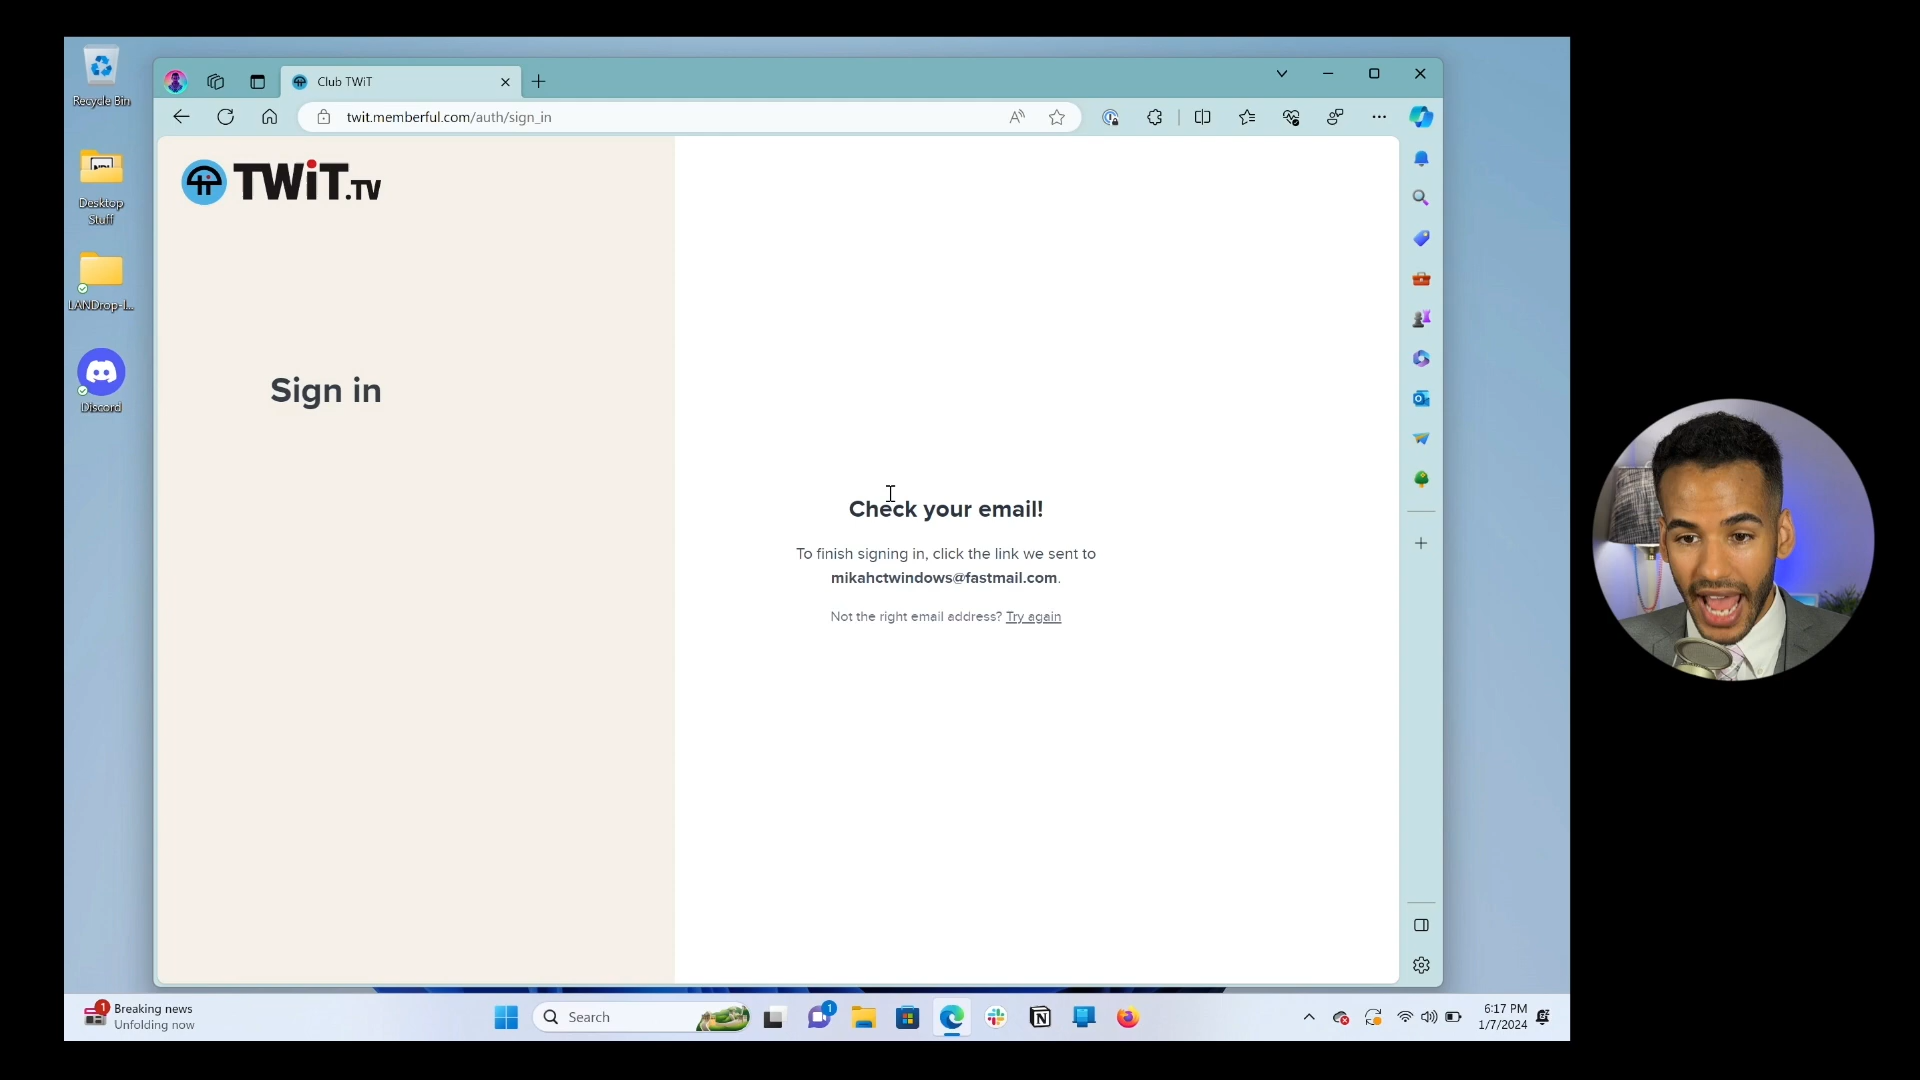 Recycle Bin
Desktop
Stuff
LANDrop-l...
Discord
Club TWiT
twit.memberful.com/auth/sign_in
TWiT.TV
Sign in
Check your email!
To finish signing in, click the link we sent to
mikahctwindows@fastmail.com.
Not the right email address? Try again
1
Breaking news
Unfolding now
Search
1
6:17 PM
1/7/2024